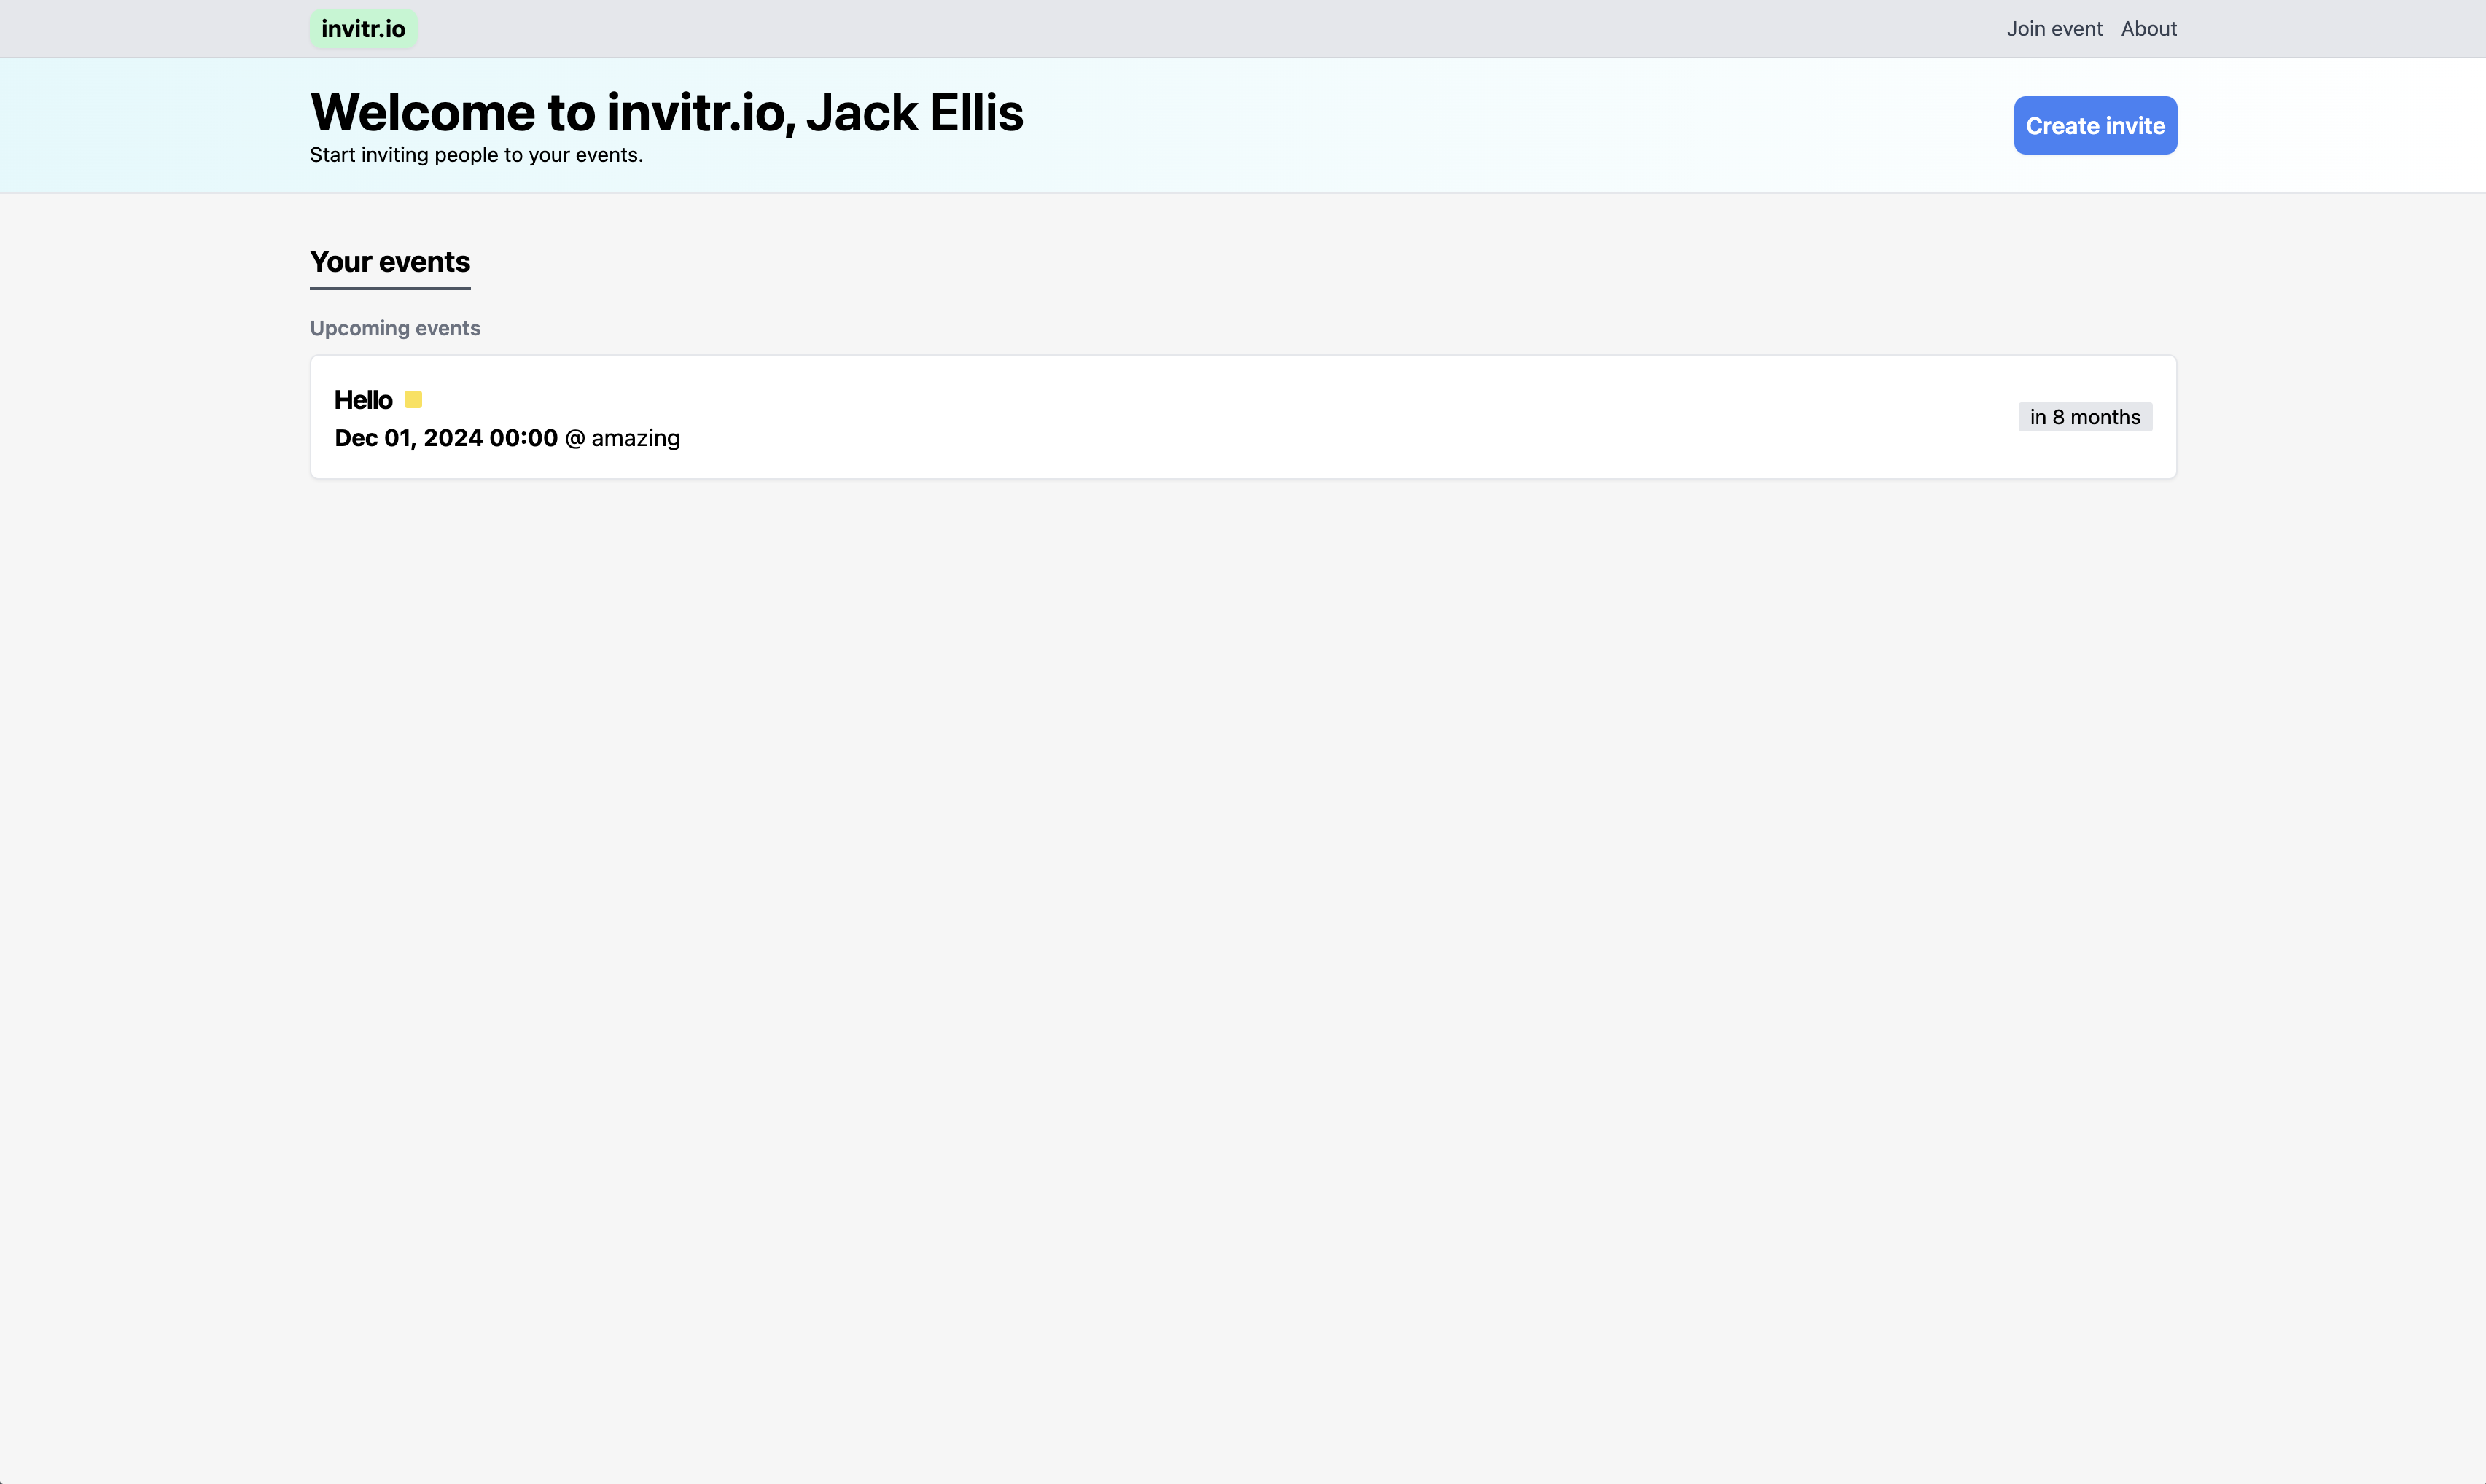 invitr.io
Join event About
Welcome to invitr.io, Jack Ellis
Start inviting people to your events.
Create invite
Your events
Upcoming events
Hello
Dec 01, 2024 00:00 @ amazing
in 8 months